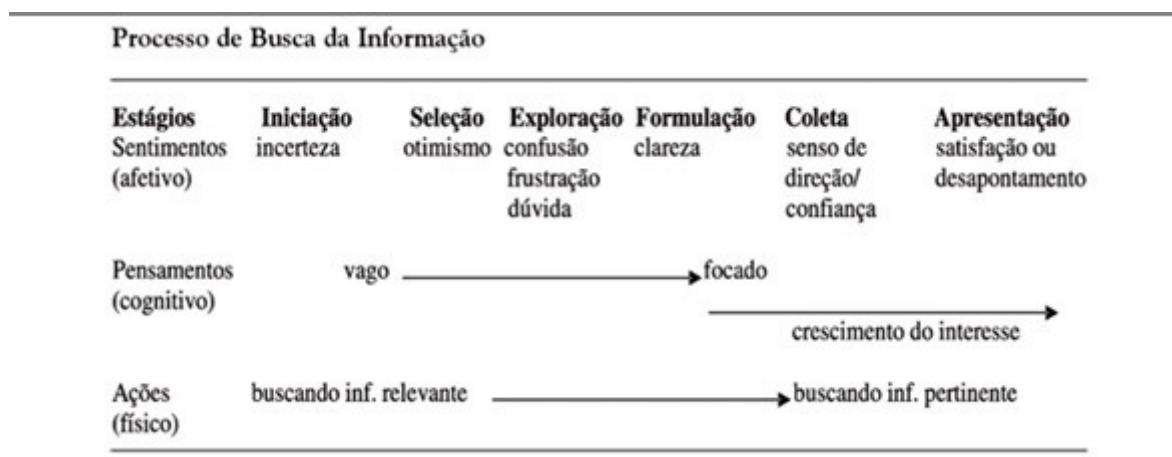 Processo de Busca da Informação
Estágios Iniciação Seleção Exploração Formulação Coleta Apresentação
Sentimentos incerteza otimismo confusão clareza senso de satisfação ou
(afetivo) frustração direção/ desapontamento
dúvida confiança
Pensamentos vago focado
(cognitivo)
crescimento do interesse
Ações buscando inf. relevante buscando inf. pertinente
(físico)